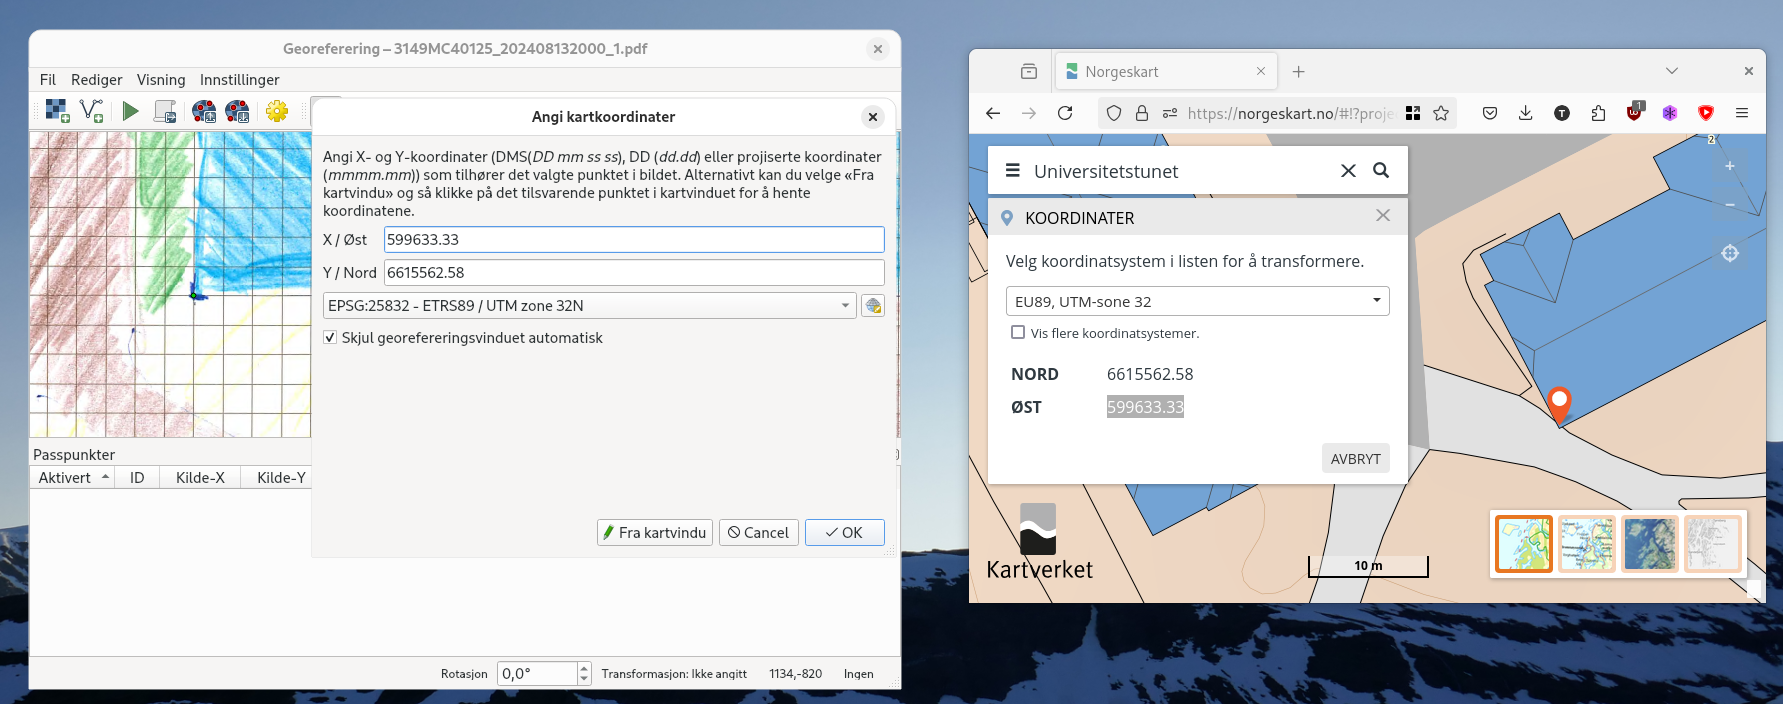 Georeferering – 3149MC40125_202408132000_1.pdf
Fil Rediger Visning Innstillinger
Angi kartkoordinater
Angi X- og Y-koordinater (DMS(DD mm ss ss), DD (dd.dd) eller projiserte koordinater
(mmmm.mm)) som tilhører det valgte punktet i bildet. Alternativt kan du velge «Fra
kartvindu» og så klikke på det tilsvarende punktet i kartvinduet for å hente
koordinatene.
X / Øst 599633.33
Y / Nord 6615562.58
EPSG:25832 - ETRS89 / UTM zone 32N
Skjul georefereringsvinduet automatisk
Fra kartvindu Cancel OK
Passpunkter
Aktivert ID Kilde-X Kilde-Y
Rotasjon 0,0° Transformasjon: Ikke angitt 1134,-820 Ingen
Norgeskart
https://norgeskart.no/#!?proje
1
2
Universitetstunet
KOORDINATER
Velg koordinatsystem i listen for å transformere.
EU89, UTM-sone 32
Vis flere koordinatsystemer.
NORD 6615562.58
ØST 599633.33
AVBRYT
Kartverket
10 m